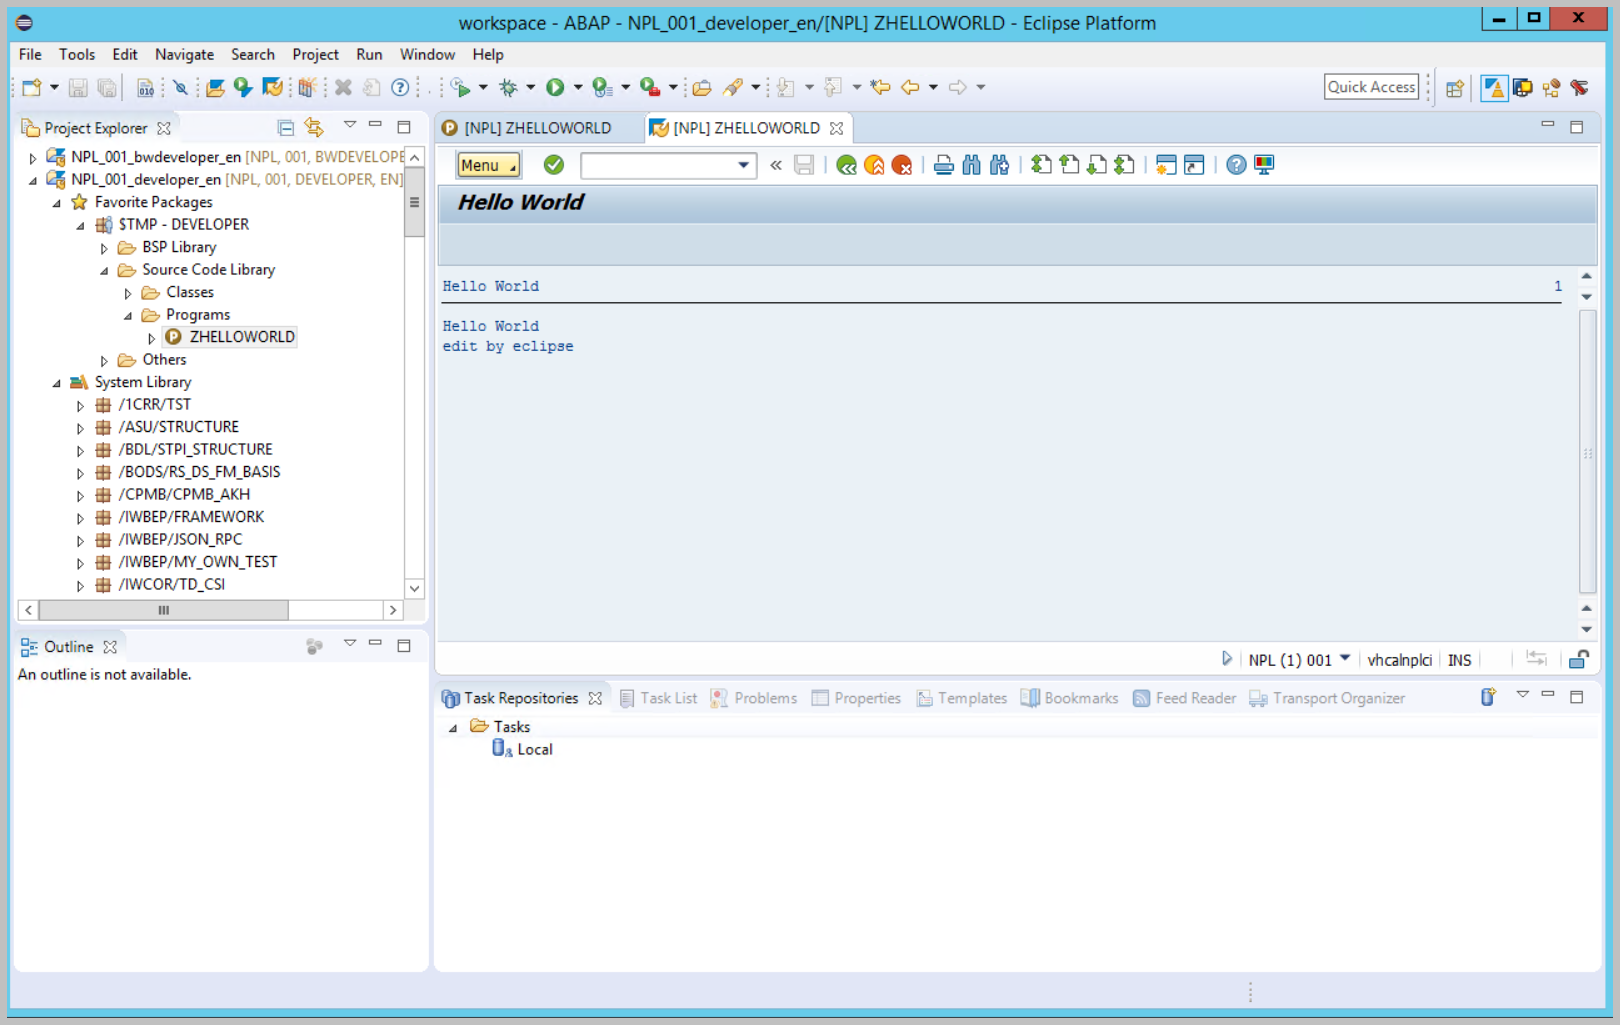 workspace - ABAP - NPL_001_developer_en/[NPL] ZHELLOWORLD - Eclipse Platform
File Tools Edit Navigate Search Project Run Window Help
010
Quick Access
Project Explorer
NPL_001_bwdeveloper_en [NPL, 001, BWDEVELOPE
NPL_001_developer_en [NPL, 001, DEVELOPER, EN]
Favorite Packages
$TMP - DEVELOPER
BSP Library
Source Code Library
Classes
Programs
P ZHELLOWORLD
Others
System Library
/1CRR/TST
/ASU/STRUCTURE
/BDL/STPI_STRUCTURE
/BODS/RS_DS_FM_BASIS
/CPMB/CPMB_AKH
/IWBEP/FRAMEWORK
/IWBEP/JSON_RPC
/IWBEP/MY_OWN_TEST
/IWCOR/TD_CSI
Outline
An outline is not available.
P [NPL] ZHELLOWORLD
[NPL] ZHELLOWORLD
Menu
Hello World
Hello World 1
Hello World
edit by eclipse
NPL (1) 001 vhcalnplci INS
Task Repositories Task List Problems Properties Templates Bookmarks Feed Reader Transport Organizer
Tasks
Local